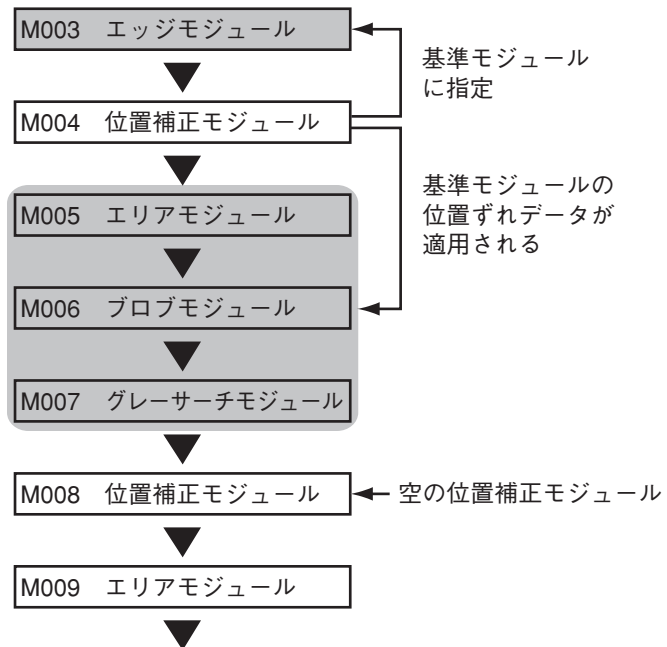 M003 エッジモジュール
基準モジュール
に指定
M004 位置補正モジュール
基準モジュールの
位置ずれデータが
適用される
M005 エリアモジュール
M006 ブロブモジュール
M007 グレーサーチモジュール
M008 位置補正モジュール
空の位置補正モジュール
M009 エリアモジュール